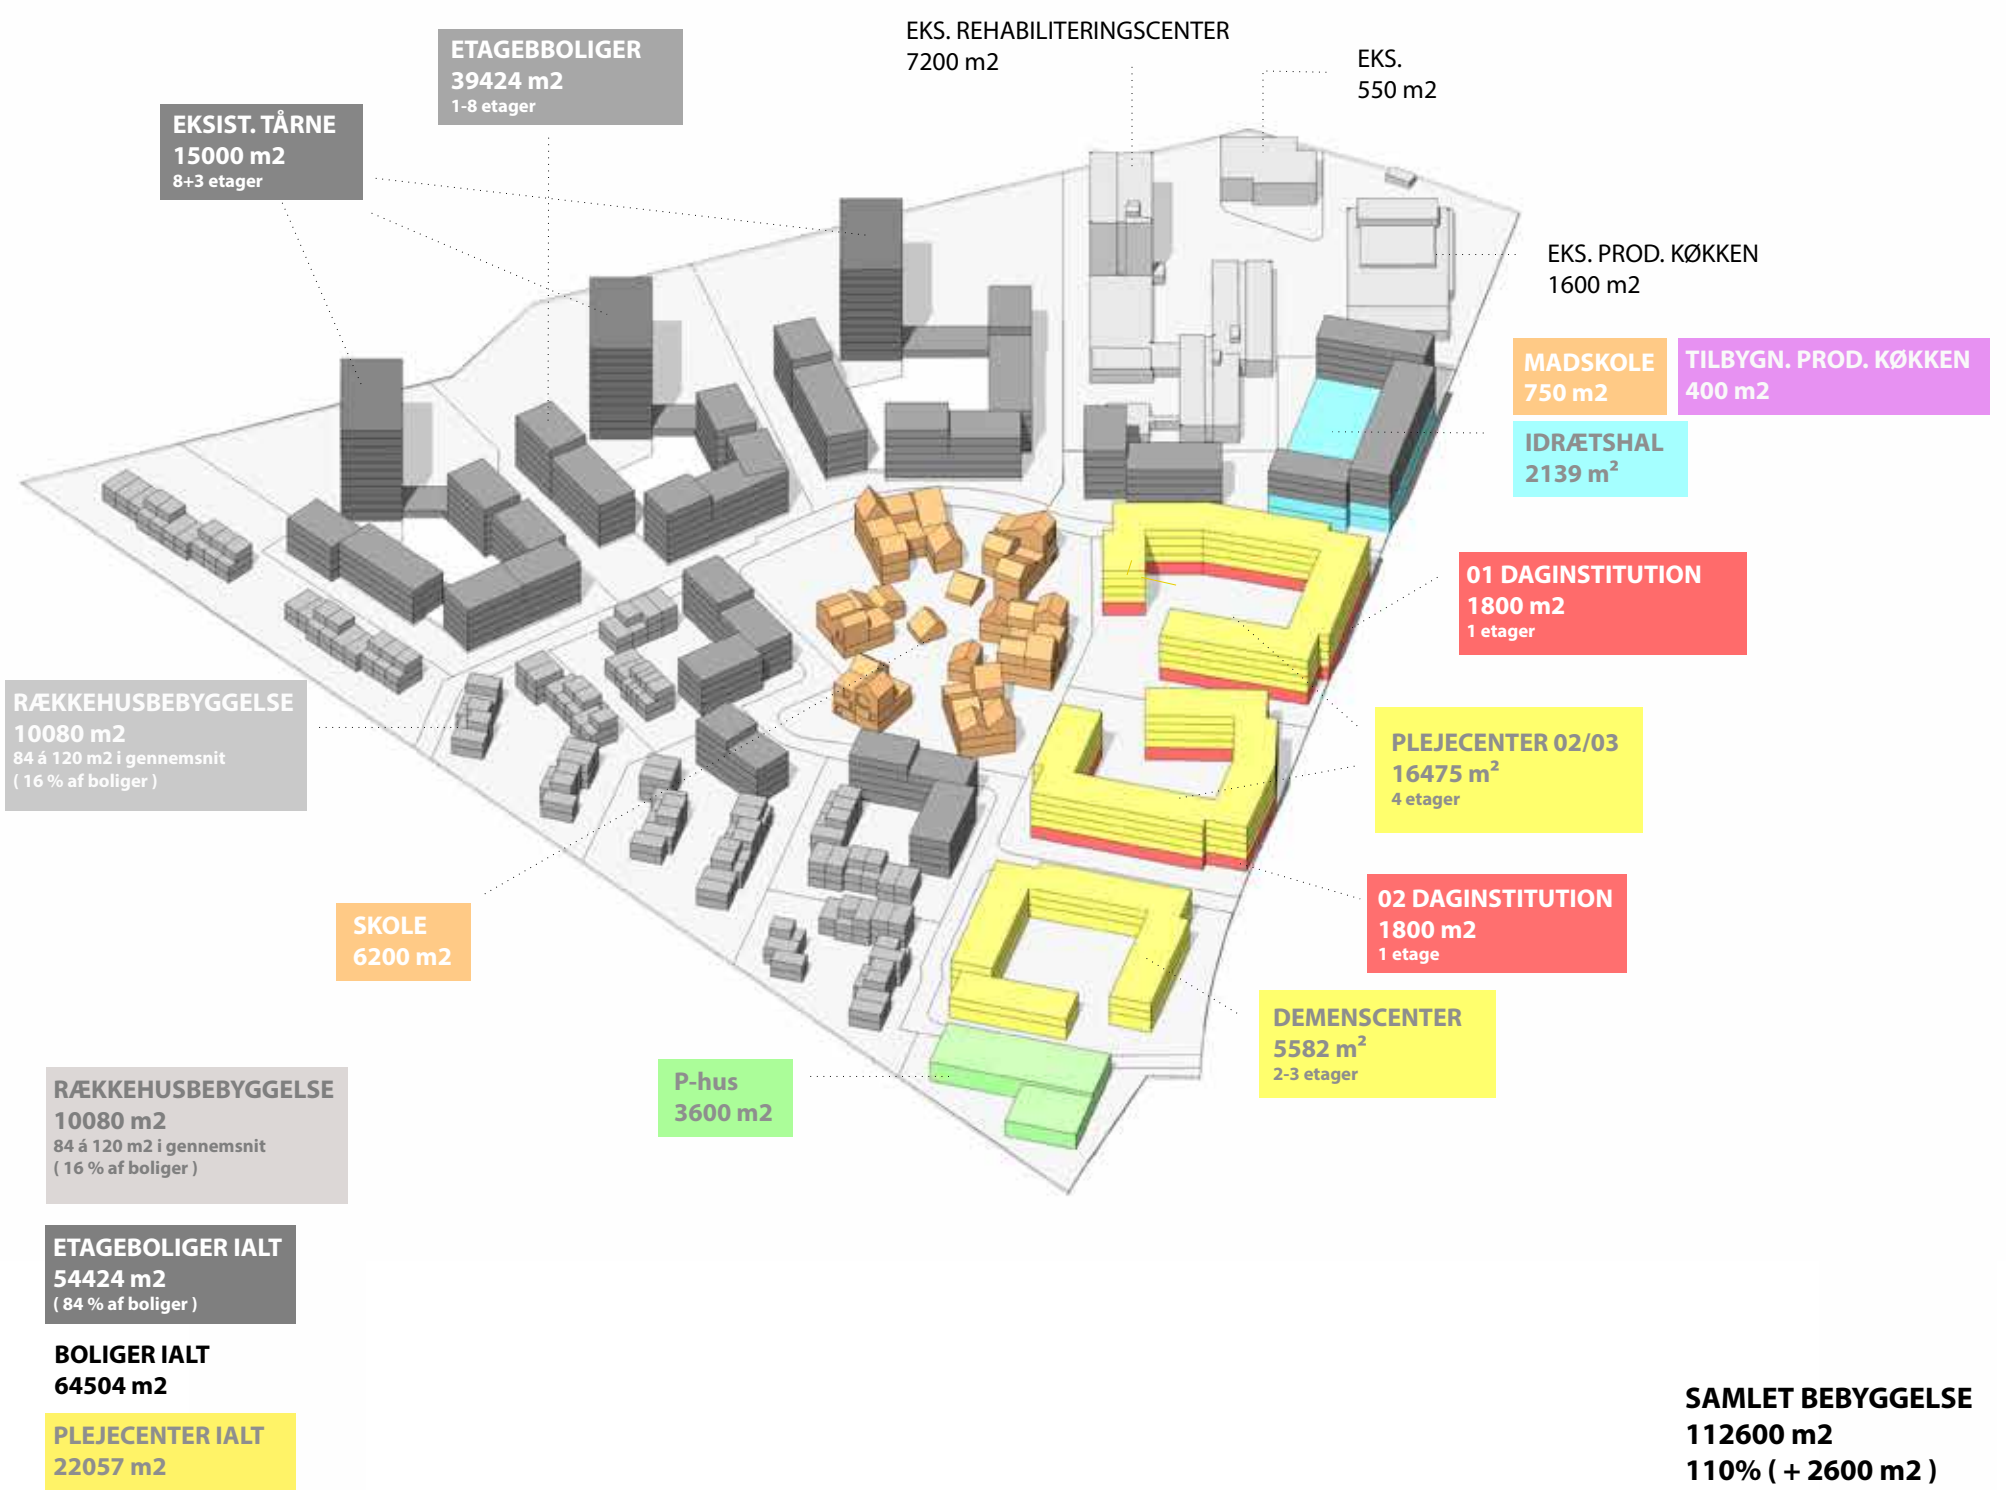 EKS. REHABILITERINGSCENTER
7200 m2
ETAGEBBOLIGER
39424 m2
1-8 etager
EKS.
550 m2
EKSIST. TÅRNE
15000 m2
8+3 etager
EKS. PROD. KØKKEN
1600 m2
MADSKOLE
750 m2
TILBYGN. PROD. KØKKEN
400 m2
IDRÆTSHAL
2139 m²
01 DAGINSTITUTION
1800 m2
1 etager
RÆKKEHUSBEBYGGELSE
10080 m2
84 á 120 m2 i gennemsnit
( 16 % af boliger )
PLEJECENTER 02/03
16475 m²
4 etager
SKOLE
6200 m2
02 DAGINSTITUTION
1800 m2
1 etage
DEMENSCENTER
5582 m²
2-3 etager
P-hus
3600 m2
RÆKKEHUSBEBYGGELSE
10080 m2
84 á 120 m2 i gennemsnit
( 16 % af boliger )
ETAGEBOLIGER IALT
54424 m2
( 84 % af boliger )
BOLIGER IALT
64504 m2
PLEJECENTER IALT
22057 m2
SAMLET BEBYGGELSE
112600 m2
110% ( + 2600 m2 )